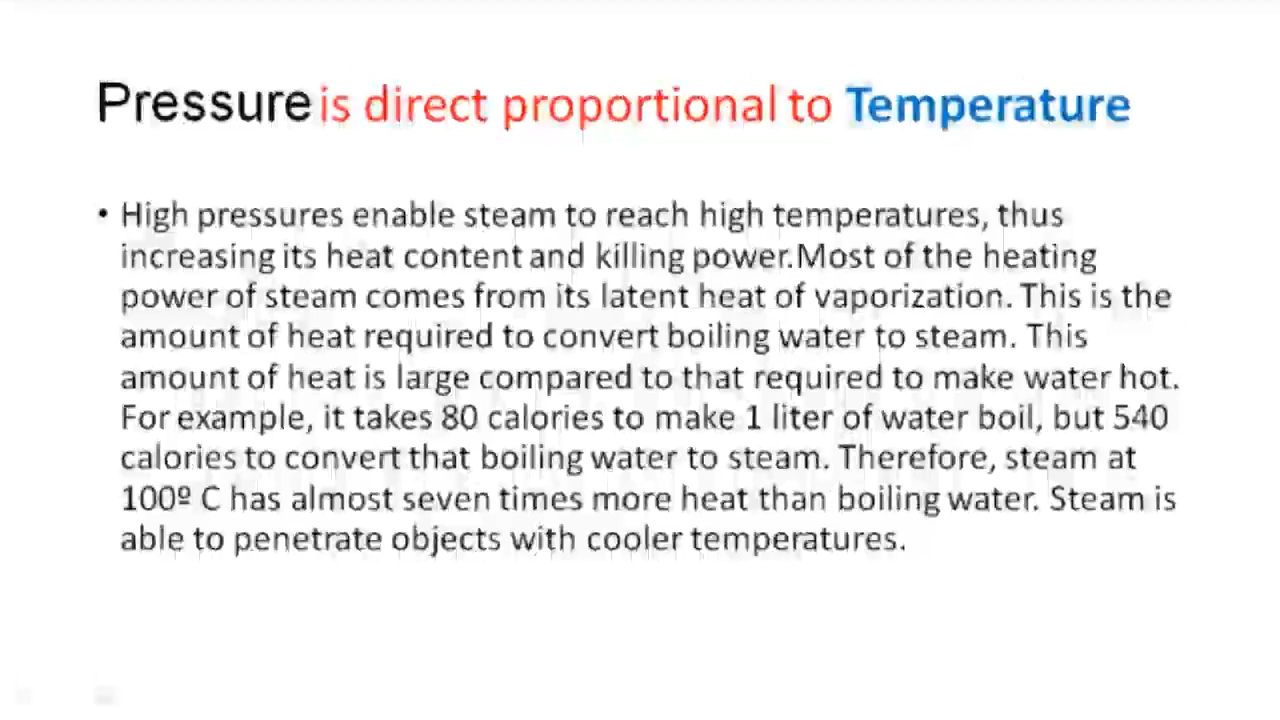 Pressure is direct proportional to Temperature
• High pressures enable steam to reach high temperatures, thus
increasing its heat content and killing power.Most of the heating
power of steam comes from its latent heat of vaporization. This is the
amount of heat required to convert boiling water to steam. This
amount of heat is large compared to that required to make water hot.
For example, it takes 80 calories to make 1 liter of water boil, but 540
calories to convert that boiling water to steam. Therefore, steam at
100º C has almost seven times more heat than boiling water. Steam is
able to penetrate objects with cooler temperatures.